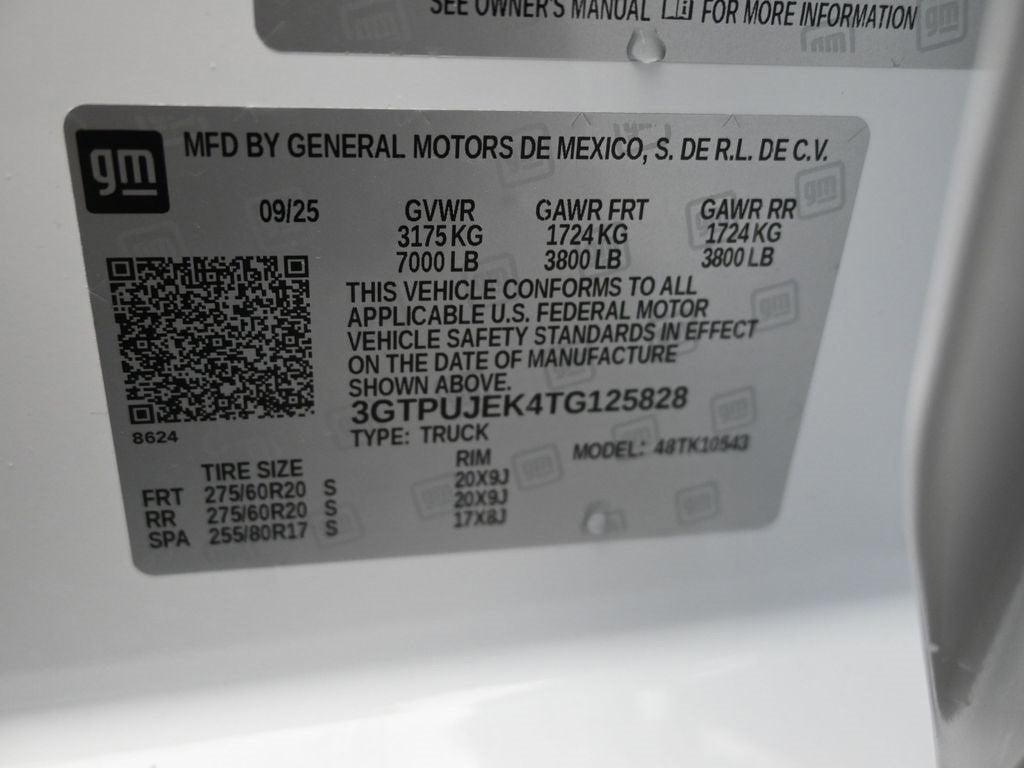 SEE OWNER'S MANUAL FOR MORE INFORMATION
gm
MFD BY GENERAL MOTORS DE MEXICO, S. DE R.L. DE C.V.
09/25 GVWR GAWR FRT GAWR RR
3175 KG 1724 KG 1724 KG
7000 LB 3800 LB 3800 LB
THIS VEHICLE CONFORMS TO ALL
APPLICABLE U.S. FEDERAL MOTOR
VEHICLE SAFETY STANDARDS IN EFFECT
ON THE DATE OF MANUFACTURE
SHOWN ABOVE.
3GTPUJEK4TG125828
8624
TYPE: TRUCK MODEL: 48TK10543
TIRE SIZE RIM
FRT 275/60R20 S 20X9J
RR 275/60R20 S 20X9J
SPA 255/80R17 S 17X8J